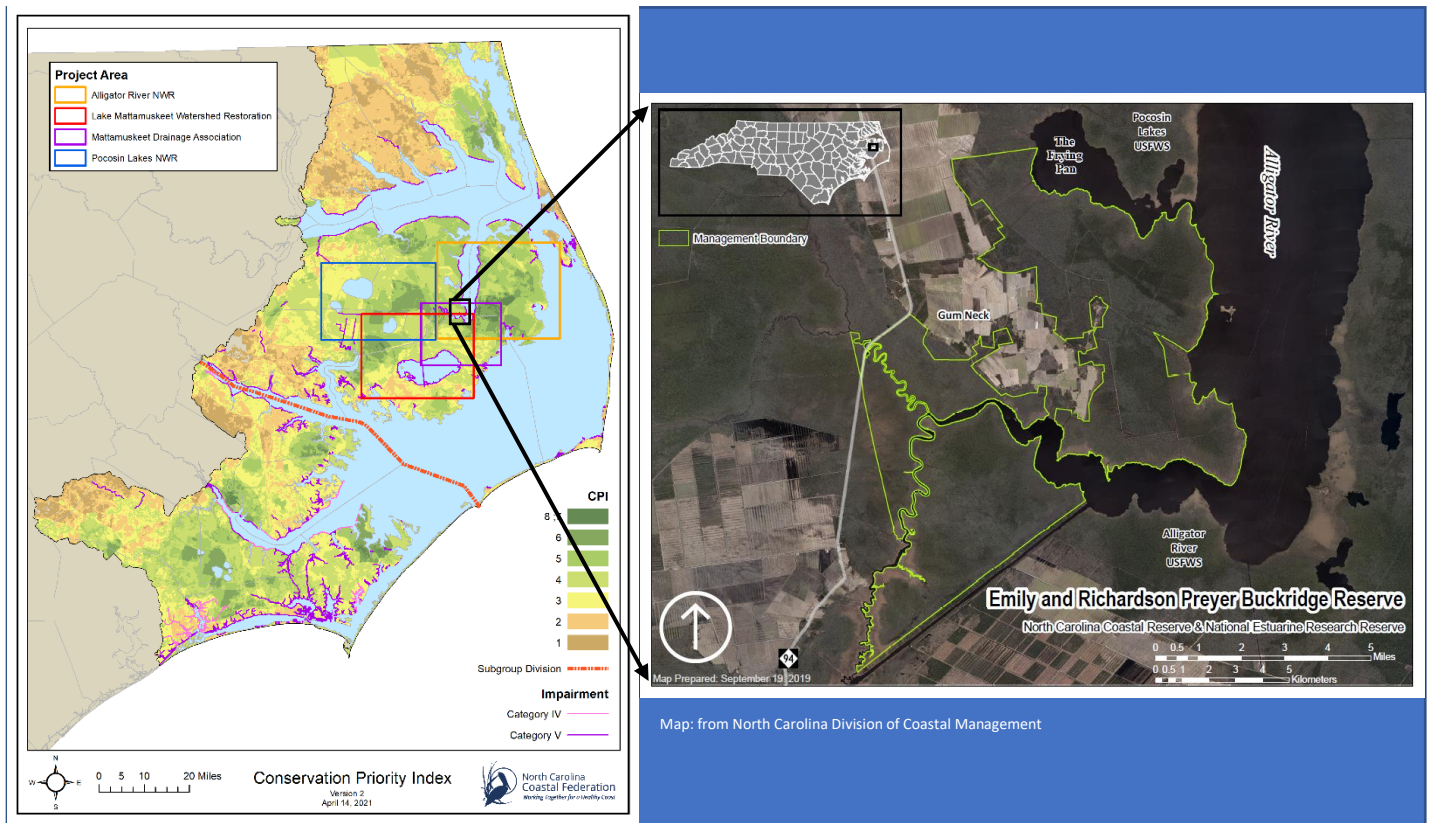 Project Area
Alligator River NWR
Lake Mattamuskeet Watershed Restoration
Mattamuskeet Drainage Association
Pocosin Lakes NWR
CPI
6
5
4
3
2
1
Subgroup Division
Impairment
Category IV
Category V
N
W
E
S
0 5 10 20 Miles
Conservation Priority Index
Version 2
April 14, 2021
North Carolina
Coastal Federation
Working Together for a Healthy Coast
Management Boundary
The
Frying
Pan
Pocosin
Lakes
USFWS
Alligator River
Gum Neck
Alligator
River
USFWS
Emily and Richardson Preyer Buckridge Reserve
North Carolina Coastal Reserve & National Estuarine Research Reserve
0 0.5 1 2 3 4 5
Miles
0 0.5 1 2 3 4 5
Kilometers
94
Map Prepared: September 19, 2019
Map: from North Carolina Division of Coastal Management